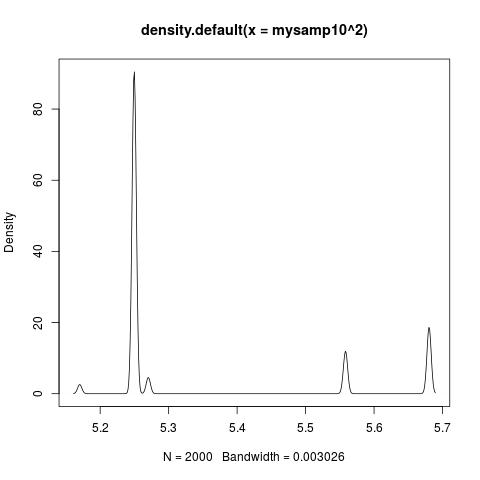 density.default(x = mysamp10^2)
Density
80
60
40
20
0
5.2 5.3 5.4 5.5 5.6 5.7
N = 2000 Bandwidth = 0.003026